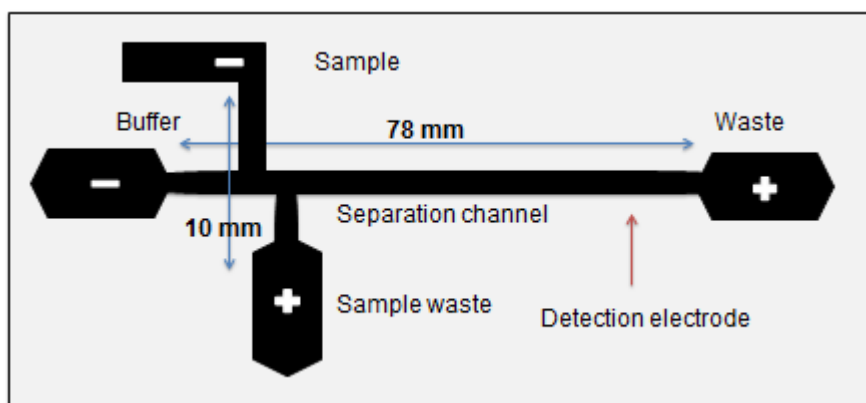 Sample
Buffer
78 mm
Waste
10 mm
Separation channel
Sample waste
Detection electrode